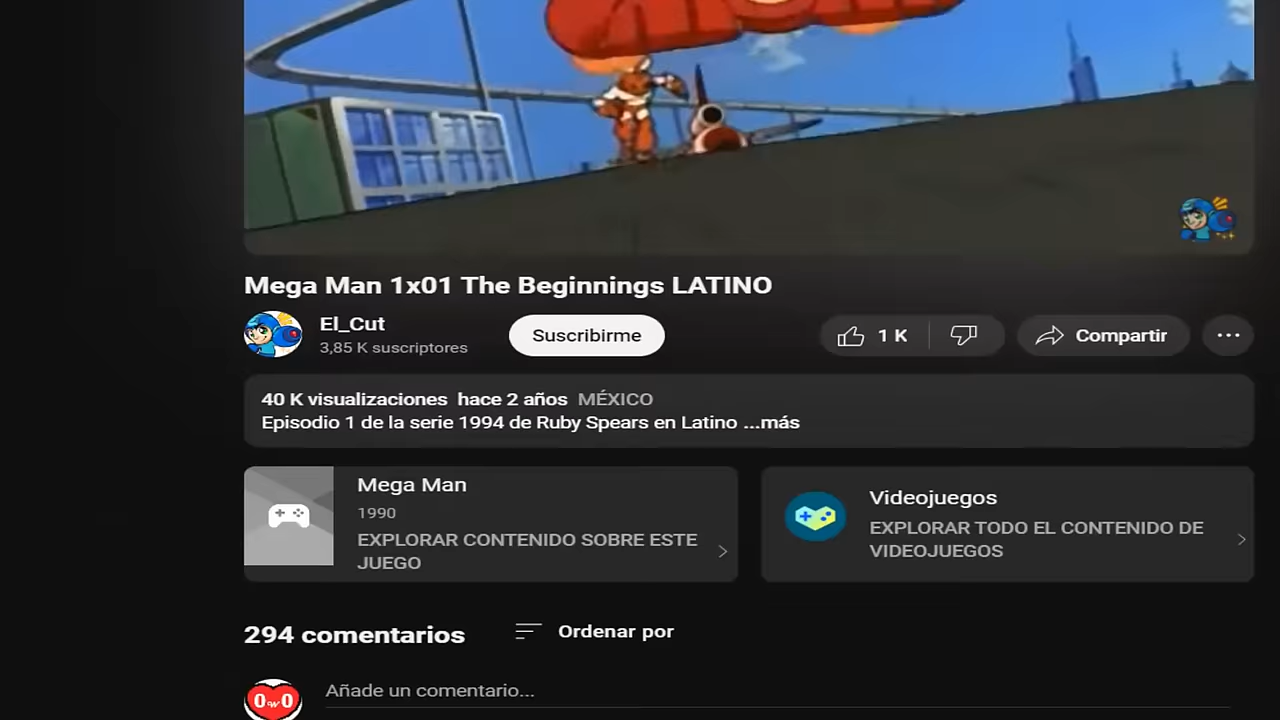 Mega Man 1x01 The Beginnings LATINO
El_Cut
3,85 K suscriptores
Suscribirme
1 K
Compartir
40 K visualizaciones hace 2 años MÉXICO
Episodio 1 de la serie 1994 de Ruby Spears en Latino ...más
Mega Man
1990
EXPLORAR CONTENIDO SOBRE ESTE
JUEGO
Videojuegos
EXPLORAR TODO EL CONTENIDO DE
VIDEOJUEGOS
294 comentarios
Ordenar por
0w0
Añade un comentario...